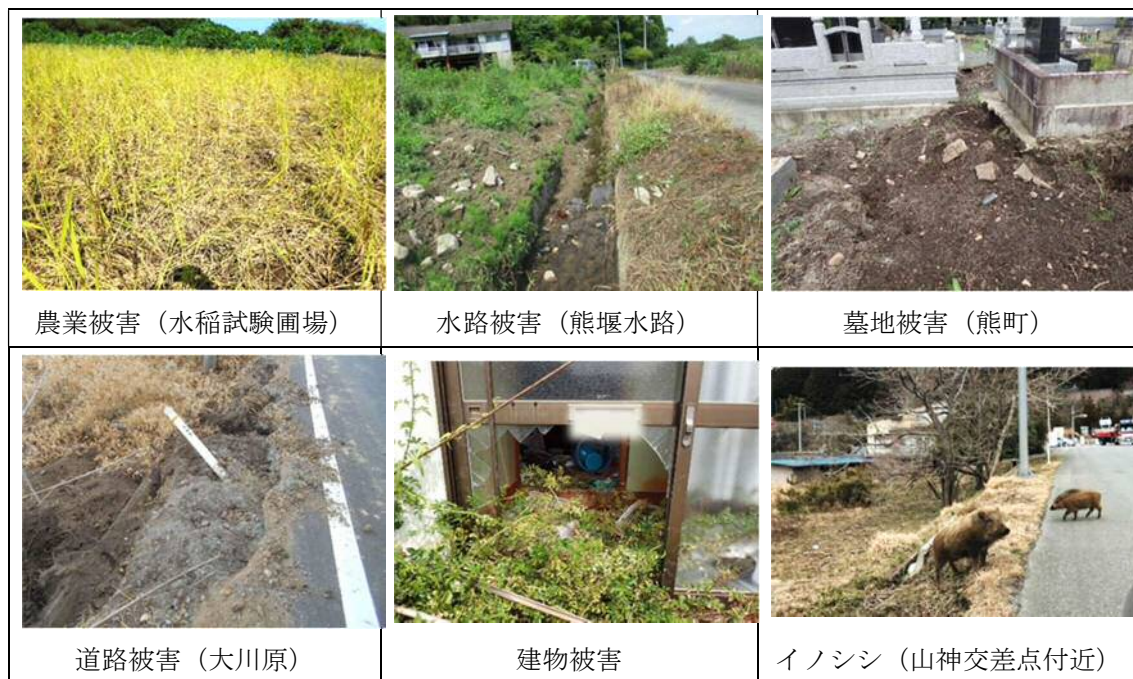 農業被害（水稲試験圃場）
水路被害（熊堰水路）
墓地被害（熊町）
道路被害（大川原）
建物被害
イノシシ（山神交差点付近）